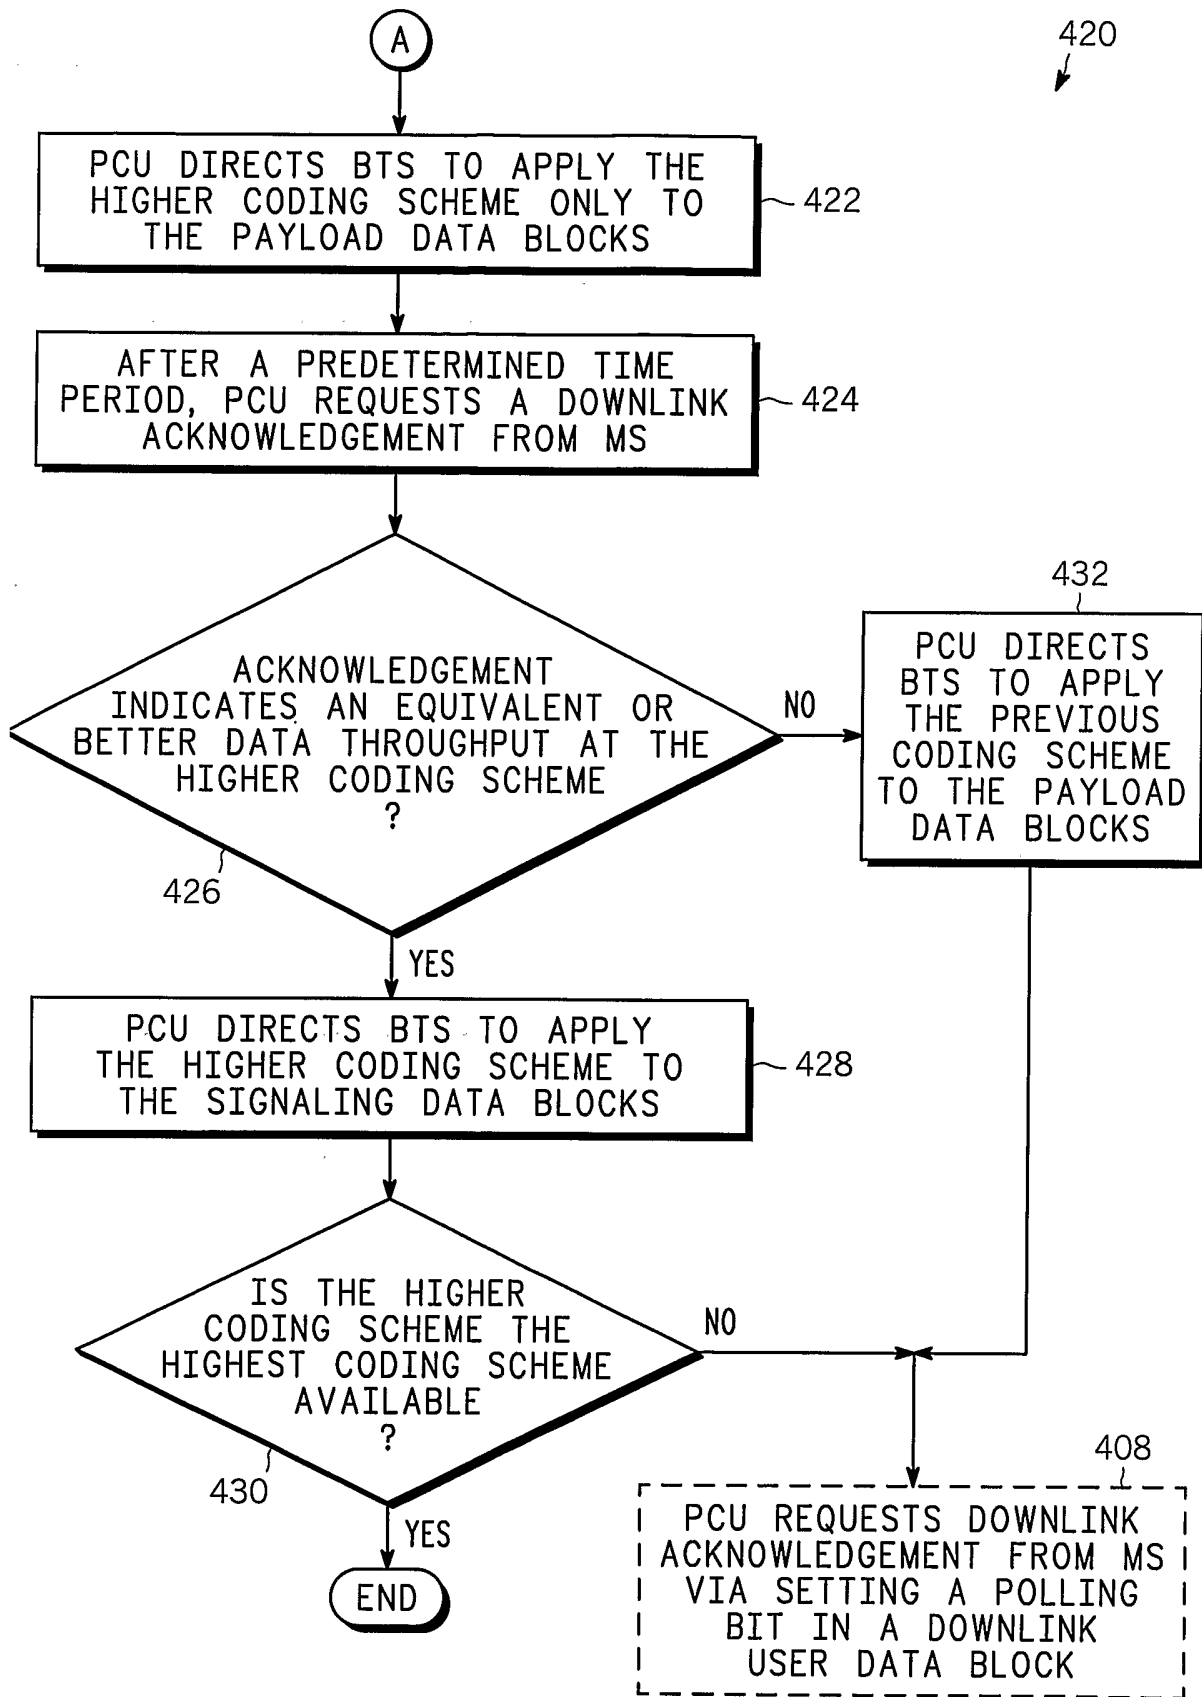 A
420
PCU DIRECTS BTS TO APPLY THE
HIGHER CODING SCHEME ONLY TO
THE PAYLOAD DATA BLOCKS
422
AFTER A PREDETERMINED TIME
PERIOD, PCU REQUESTS A DOWNLINK
ACKNOWLEDGEMENT FROM MS
424
ACKNOWLEDGEMENT
INDICATES AN EQUIVALENT OR
BETTER DATA THROUGHPUT AT THE
HIGHER CODING SCHEME
?
426
NO
432
PCU DIRECTS
BTS TO APPLY
THE PREVIOUS
CODING SCHEME
TO THE PAYLOAD
DATA BLOCKS
YES
PCU DIRECTS BTS TO APPLY
THE HIGHER CODING SCHEME TO
THE SIGNALING DATA BLOCKS
428
IS THE HIGHER
CODING SCHEME THE
HIGHEST CODING SCHEME
AVAILABLE
?
430
NO
YES
END
408
PCU REQUESTS DOWNLINK
ACKNOWLEDGEMENT FROM MS
VIA SETTING A POLLING
BIT IN A DOWNLINK
USER DATA BLOCK